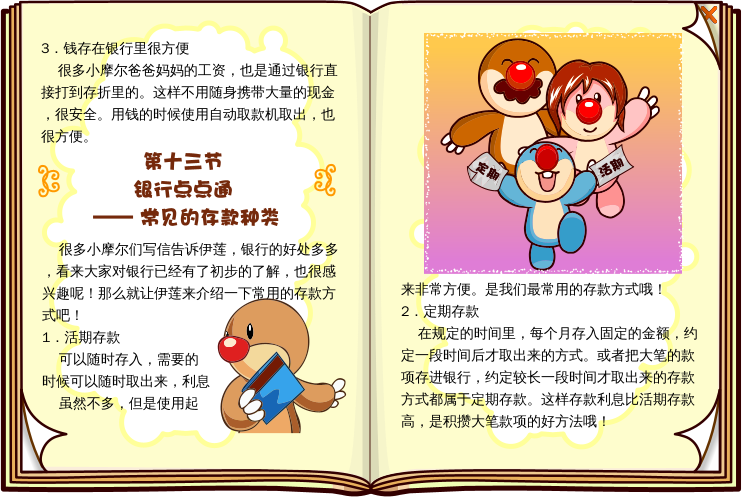 3．钱存在银行里很方便
很多小摩尔爸爸妈妈的工资，也是通过银行直
接打到存折里的。这样不用随身携带大量的现金
，很安全。用钱的时候使用自动取款机取出，也
很方便。
第十三节
银行点点通
—— 常见的存款种类
很多小摩尔们写信告诉伊莲，银行的好处多多
，看来大家对银行已经有了初步的了解，也很感
兴趣呢！那么就让伊莲来介绍一下常用的存款方
式吧！
1．活期存款
可以随时存入，需要的
时候可以随时取出来，利息
虽然不多，但是使用起
定期
活期
来非常方便。是我们最常用的存款方式哦！
2．定期存款
在规定的时间里，每个月存入固定的金额，约
定一段时间后才取出来的方式。或者把大笔的款
项存进银行，约定较长一段时间才取出来的存款
方式都属于定期存款。这样存款利息比活期存款
高，是积攒大笔款项的好方法哦！